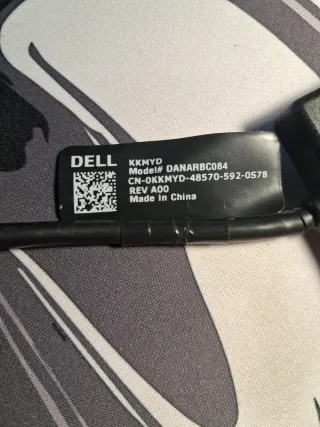 DELL
KKMYD
Model# DANARBC084
CN-0KKMYD-48570-592-0S78
REV A00
Made in China